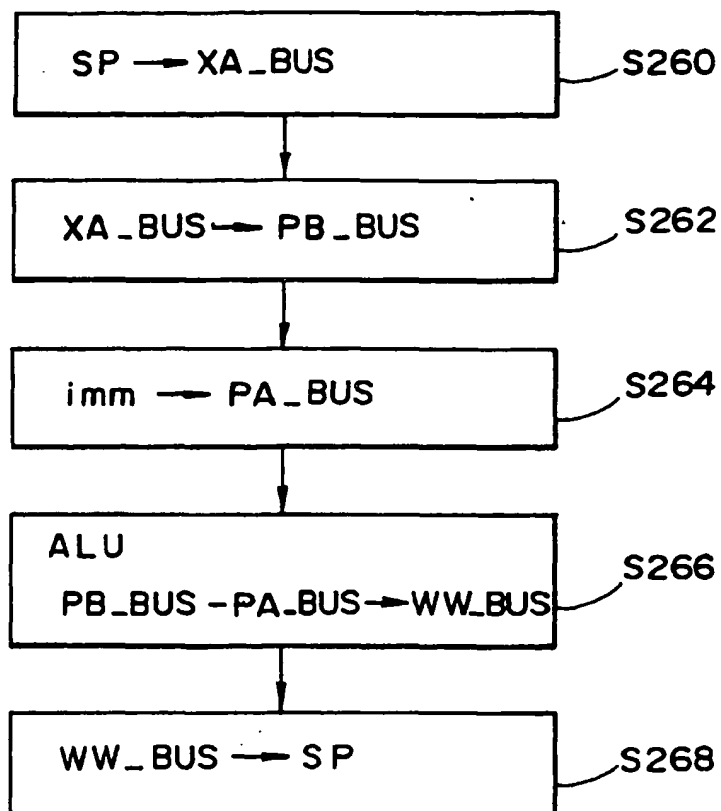 SP → XA_BUS
S260
XA_BUS → PB_BUS
S262
imm → PA_BUS
S264
ALU
PB_BUS - PA_BUS → WW_BUS
S266
WW_BUS → SP
S268